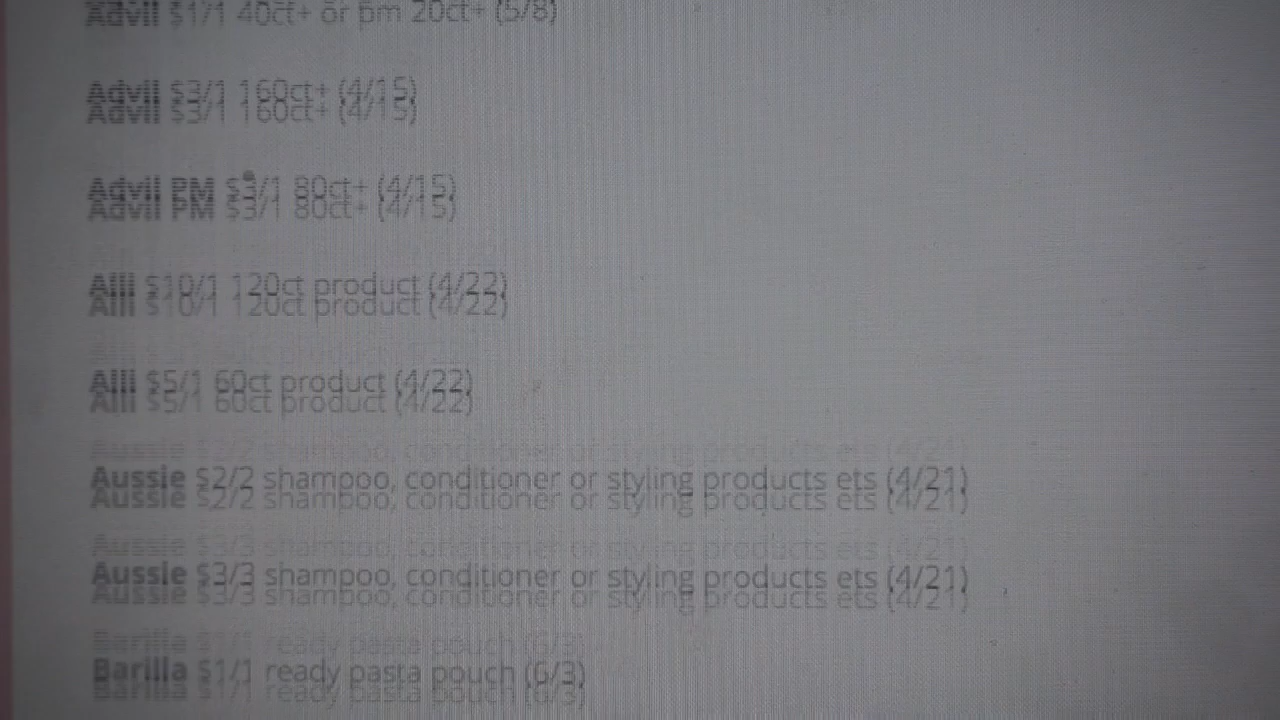 Advil $1/1 40ct+ or pm 20ct+ (5/8)
Advil $3/1 160ct+ (4/15)
Advil PM $3/1 80ct+ (4/15)
Alli $10/1 120ct product (4/22)
Alli $5/1 60ct product (4/22)
Aussie $2/2 shampoo, conditioner or styling products ets (4/21)
Aussie $3/3 shampoo, conditioner or styling products ets (4/21)
Barilla $1/1 ready pasta pouch (6/3)